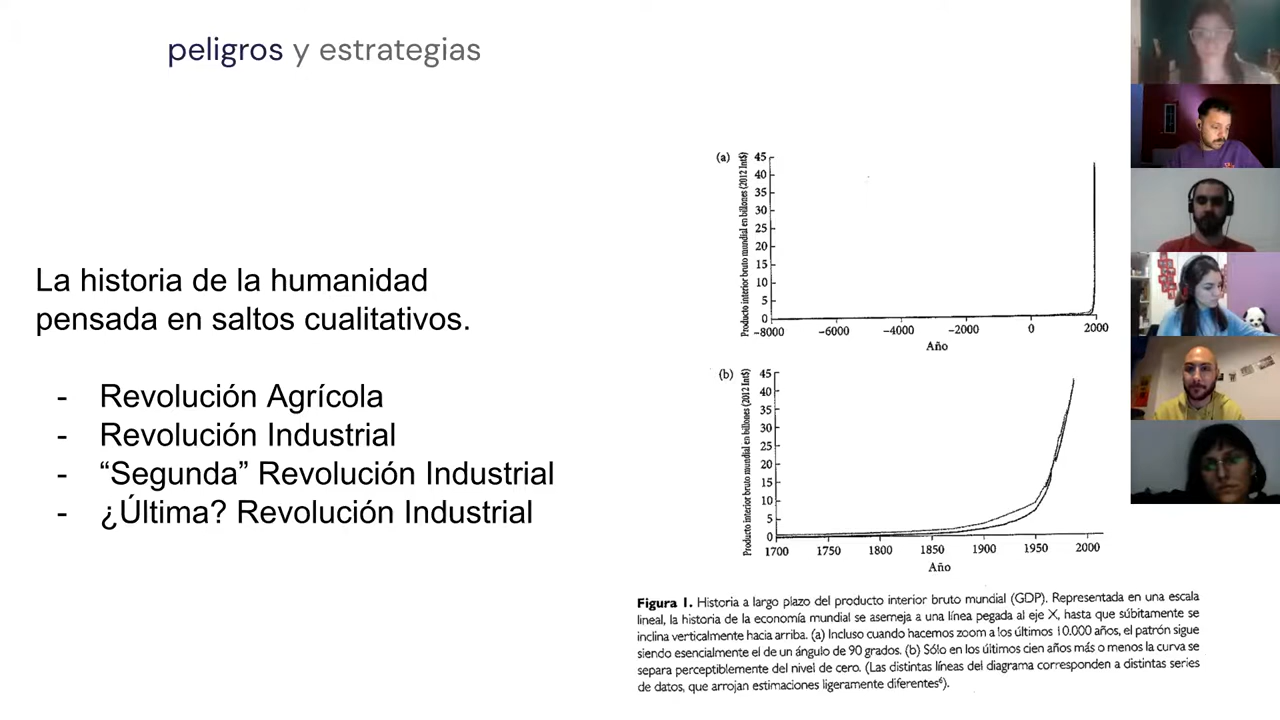 peligros y estrategias
La historia de la humanidad
pensada en saltos cualitativos.
- Revolución Agrícola
- Revolución Industrial
- “Segunda” Revolución Industrial
- ¿Última? Revolución Industrial
(a)
Producto interior bruto mundial en billones (2012 Int$)
45
40
35
30
25
20
15
10
5
0
−8000 −6000 −4000 −2000 0 2000
Año
(b)
Producto interior bruto mundial en billones (2012 Int$)
45
40
35
30
25
20
15
10
5
0
1700 1750 1800 1850 1900 1950 2000
Año
Figura 1. Historia a largo plazo del producto interior bruto mundial (GDP). Representada en una escala
lineal, la historia de la economía mundial se asemeja a una línea pegada al eje X, hasta que súbitamente se
inclina verticalmente hacia arriba. (a) Incluso cuando hacemos zoom a los últimos 10.000 años, el patrón sigue
siendo esencialmente el de un ángulo de 90 grados. (b) Sólo en los últimos cien años más o menos la curva se
separa perceptiblemente del nivel de cero. (Las distintas líneas del diagrama corresponden a distintas series
de datos, que arrojan estimaciones ligeramente diferentes⁶).